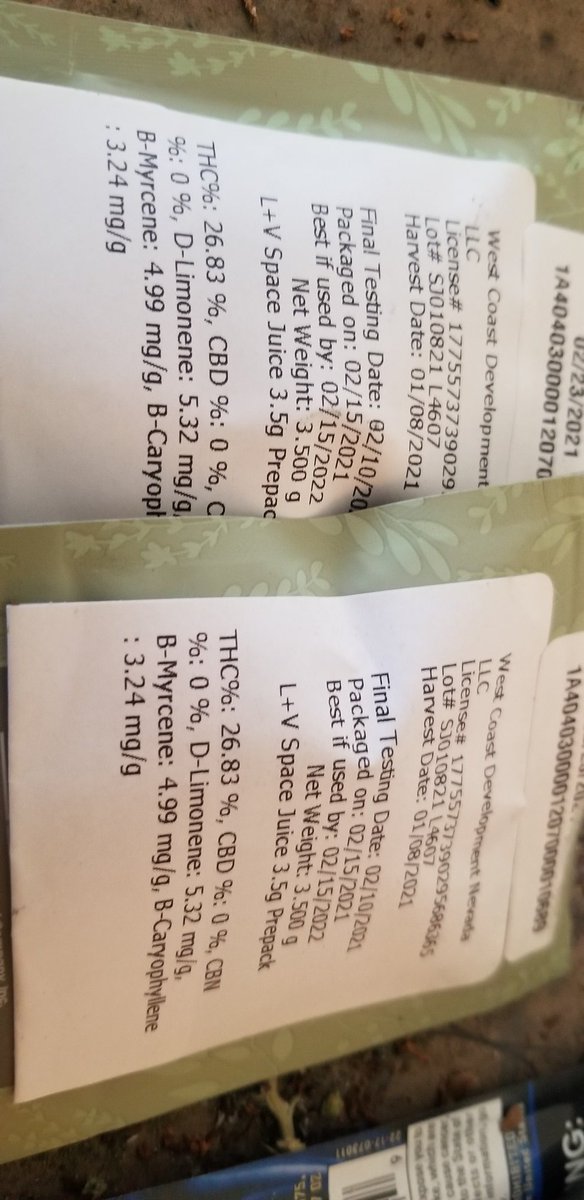 02/23/2021
1A4040300001207000
West Coast Development
LLC
License# 17755737739029
Lot# SJ010821 L4607
Harvest Date: 01/08/2021
Final Testing Date: 02/10/20
Packaged on: 02/15/2021
Best if used by: 02/15/2022
Net Weight: 3.500 g
L+V Space Juice 3.5g Prepac
THC%: 26.83 %, CBD %: 0 %, C
%: 0 %, D-Limonene: 5.32 mg/g,
B-Myrcene: 4.99 mg/g, B-Caryoph
: 3.24 mg/g
West Coast Development Nevada
LLC
License#
Lot# SJ010821 L4607
Harvest Date: 01/08/2021
Final Testing Date: 02/10/2021
Packaged on: 02/15/2021
Best if used by: 02/15/2022
Net Weight: 3.500 g
L+V Space Juice 3.5g Prepack
THC%: 26.83 %, CBD %: 0 %, CBN
%: 0 %, D-Limonene: 5.32 mg/g,
B-Myrcene: 4.99 mg/g, B-Caryophyllene
: 3.24 mg/g